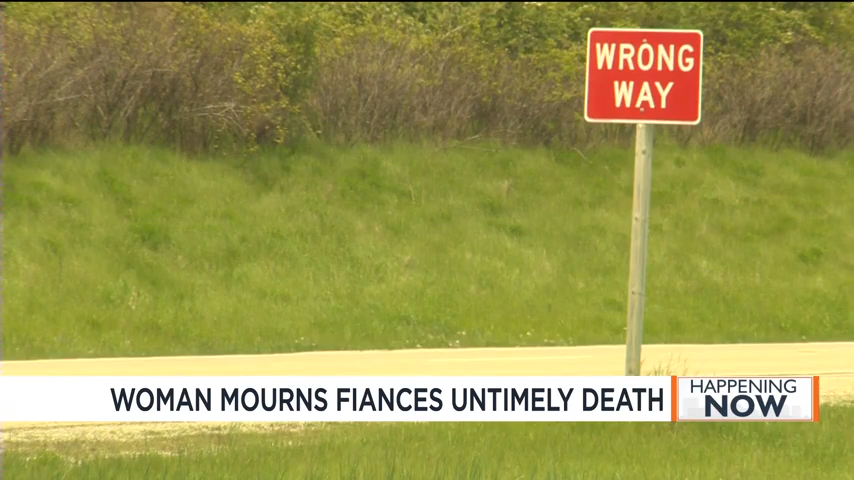 WRONG
WAY
WOMAN MOURNS FIANCES UNTIMELY DEATH
HAPPENING
NOW